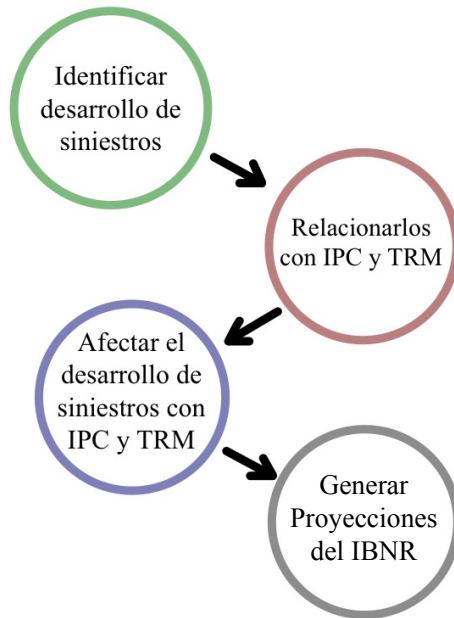 Identificar
desarrollo de
siniestros
Relacionarlos
con IPC y TRM
Afectar el
desarrollo de
siniestros con
IPC y TRM
Generar
Proyecciones
del IBNR